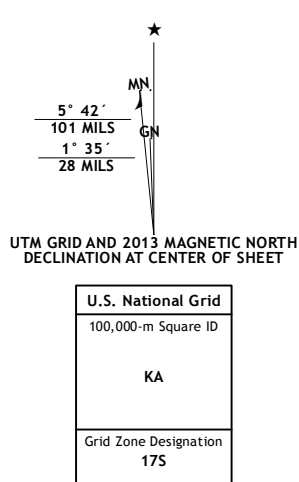 ★
MN
5° 42´
101 MILS
GN
1° 35´
28 MILS
UTM GRID AND 2013 MAGNETIC NORTH
DECLINATION AT CENTER OF SHEET
U.S. National Grid
100,000-m Square ID
KA
Grid Zone Designation
17S